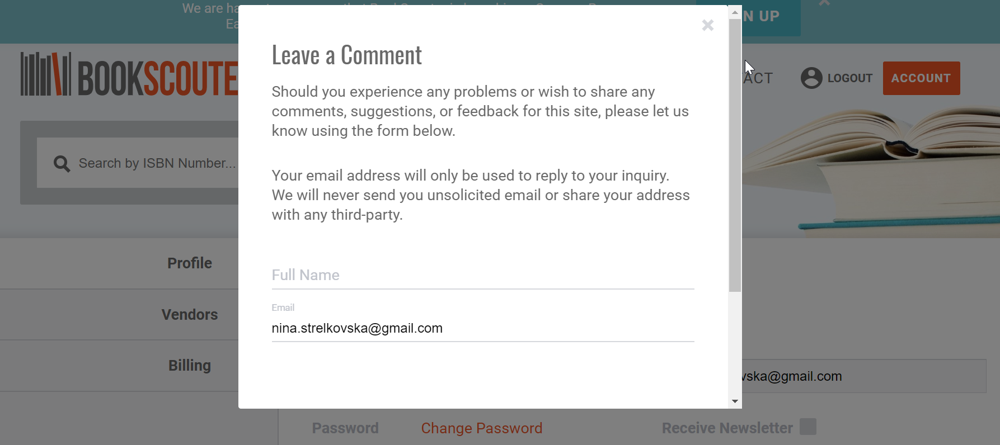 We are ha
Ea
N UP
BOOKSCOUTE
ACT
LOGOUT
ACCOUNT
Search by ISBN Number...
Leave a Comment
Should you experience any problems or wish to share any
comments, suggestions, or feedback for this site, please let us
know using the form below.
Your email address will only be used to reply to your inquiry.
We will never send you unsolicited email or share your address
with any third-party.
Full Name
Email
nina.strelkovska@gmail.com
Profile
Vendors
Billing
vska@gmail.com
Password
Change Password
Receive Newsletter